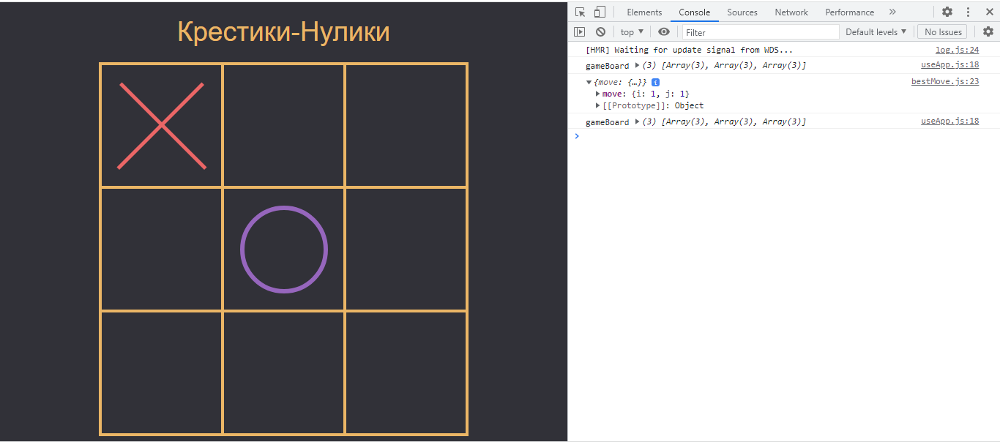 Крестики-Нулики
Elements Console Sources Network Performance »
top ▼ Filter Default levels ▼ No Issues
[HMR] Waiting for update signal from WDS... log.js:24
gameBoard ▶ (3) [Array(3), Array(3), Array(3)] useApp.js:18
▼ {move: {…}} i bestMove.js:23
▶ move: {i: 1, j: 1}
▶ [[Prototype]]: Object
gameBoard ▶ (3) [Array(3), Array(3), Array(3)] useApp.js:18